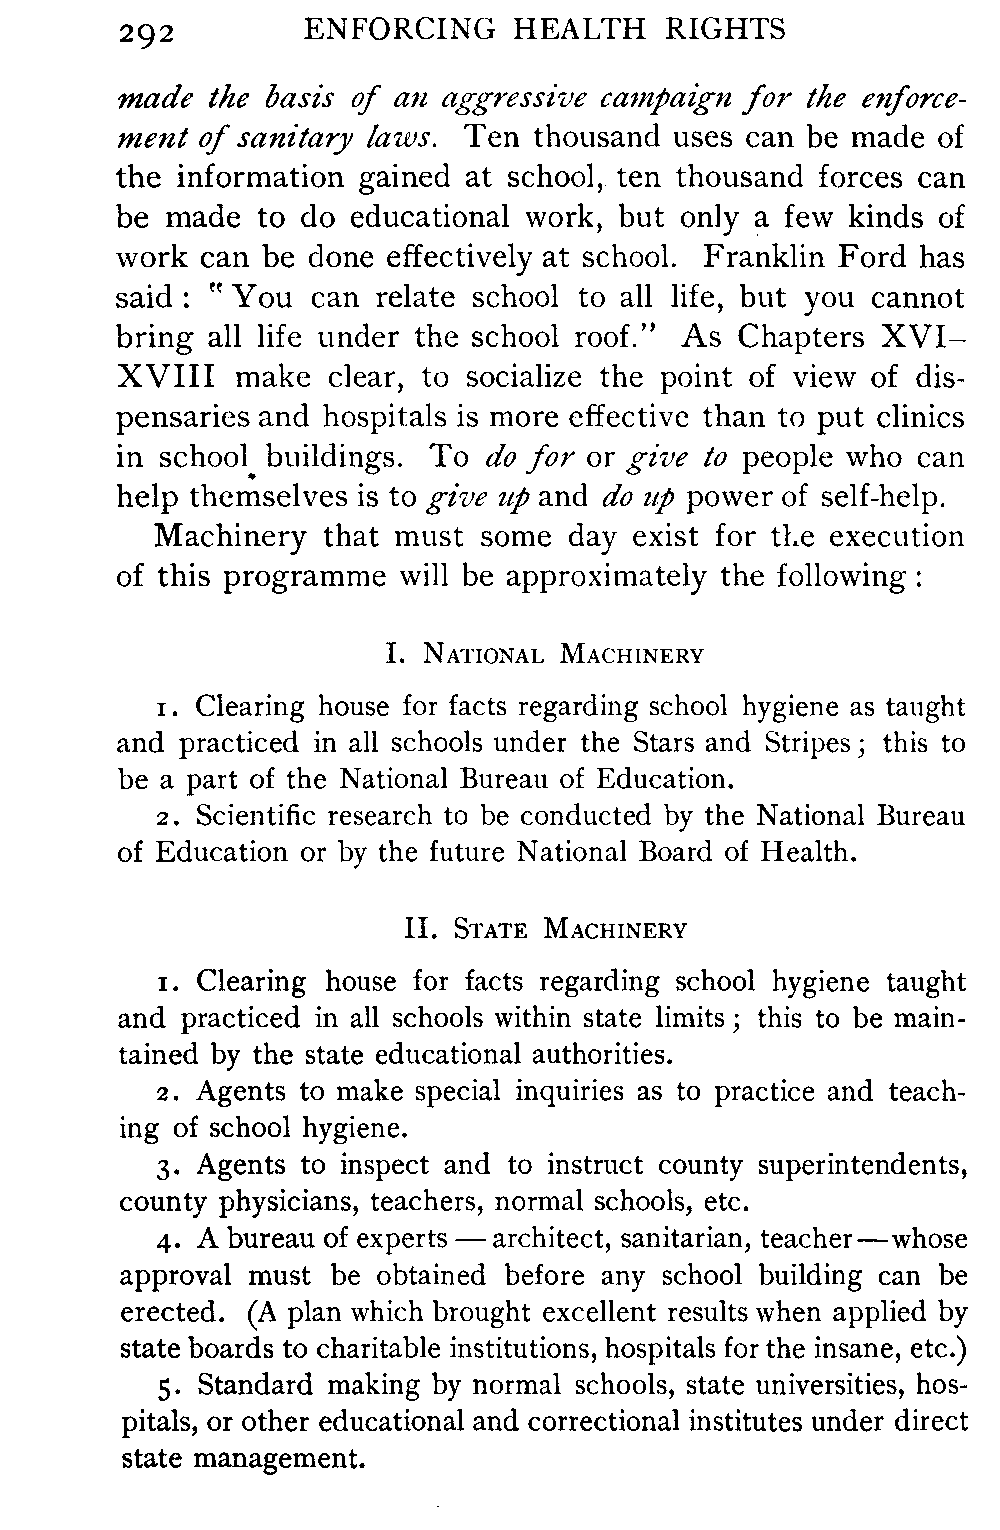 292 ENFORCING HEALTH RIGHTS
made the basis of an aggressive campaign for the enforce-
ment of sanitary laws. Ten thousand uses can be made of
the information gained at school, ten thousand forces can
be made to do educational work, but only a few kinds of
work can be done effectively at school. Franklin Ford has
said : "You can relate school to all life, but you cannot
bring all life under the school roof." As Chapters XVI–
XVIII make clear, to socialize the point of view of dis-
pensaries and hospitals is more effective than to put clinics
in school buildings. To do for or give to people who can
help themselves is to give up and do up power of self-help.
Machinery that must some day exist for the execution
of this programme will be approximately the following :
I. NATIONAL MACHINERY
1. Clearing house for facts regarding school hygiene as taught
and practiced in all schools under the Stars and Stripes ; this to
be a part of the National Bureau of Education.
2. Scientific research to be conducted by the National Bureau
of Education or by the future National Board of Health.
II. STATE MACHINERY
1. Clearing house for facts regarding school hygiene taught
and practiced in all schools within state limits ; this to be main-
tained by the state educational authorities.
2. Agents to make special inquiries as to practice and teach-
ing of school hygiene.
3. Agents to inspect and to instruct county superintendents,
county physicians, teachers, normal schools, etc.
4. A bureau of experts — architect, sanitarian, teacher — whose
approval must be obtained before any school building can be
erected. (A plan which brought excellent results when applied by
state boards to charitable institutions, hospitals for the insane, etc.)
5. Standard making by normal schools, state universities, hos-
pitals, or other educational and correctional institutes under direct
state management.